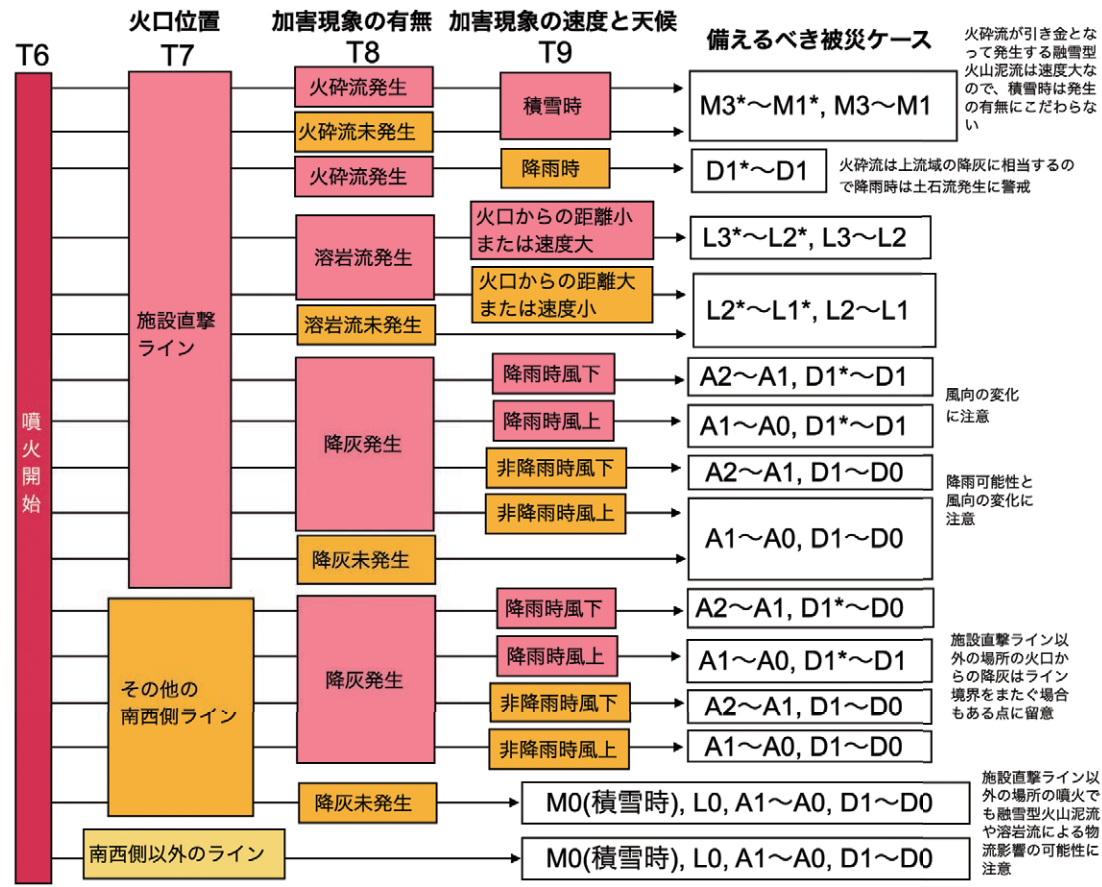 火口位置
加害現象の有無
加害現象の速度と天候
備えるべき被災ケース
T6
T7
T8
T9
火砕流が引き金とな
って発生する融雪型
火山泥流は速度大な
ので、積雪時は発生
の有無にこだわらな
い
噴火開始
施設直撃
ライン
火砕流発生
火砕流未発生
積雪時
M3*〜M1*, M3〜M1
火砕流発生
降雨時
D1*〜D1
火砕流は上流域の降灰に相当するの
で降雨時は土石流発生に警戒
溶岩流発生
火口からの距離小
または速度大
L3*〜L2*, L3〜L2
火口からの距離大
または速度小
溶岩流未発生
L2*〜L1*, L2〜L1
降灰発生
降雨時風下
A2〜A1, D1*〜D1
降雨時風上
A1〜A0, D1*〜D1
風向の変化
に注意
非降雨時風下
A2〜A1, D1〜D0
非降雨時風上
降灰未発生
A1〜A0, D1〜D0
降雨可能性と
風向の変化に
注意
その他の
南西側ライン
降灰発生
降雨時風下
A2〜A1, D1*〜D0
降雨時風上
A1〜A0, D1*〜D1
非降雨時風下
A2〜A1, D1〜D0
非降雨時風上
A1〜A0, D1〜D0
施設直撃ライン以
外の場所の火口か
らの降灰はライン
境界をまたぐ場合
もある点に留意
降灰未発生
M0(積雪時), L0, A1〜A0, D1〜D0
南西側以外のライン
M0(積雪時), L0, A1〜A0, D1〜D0
施設直撃ライン以
外の場所の噴火で
も融雪型火山泥流
や溶岩流による物
流影響の可能性に
注意